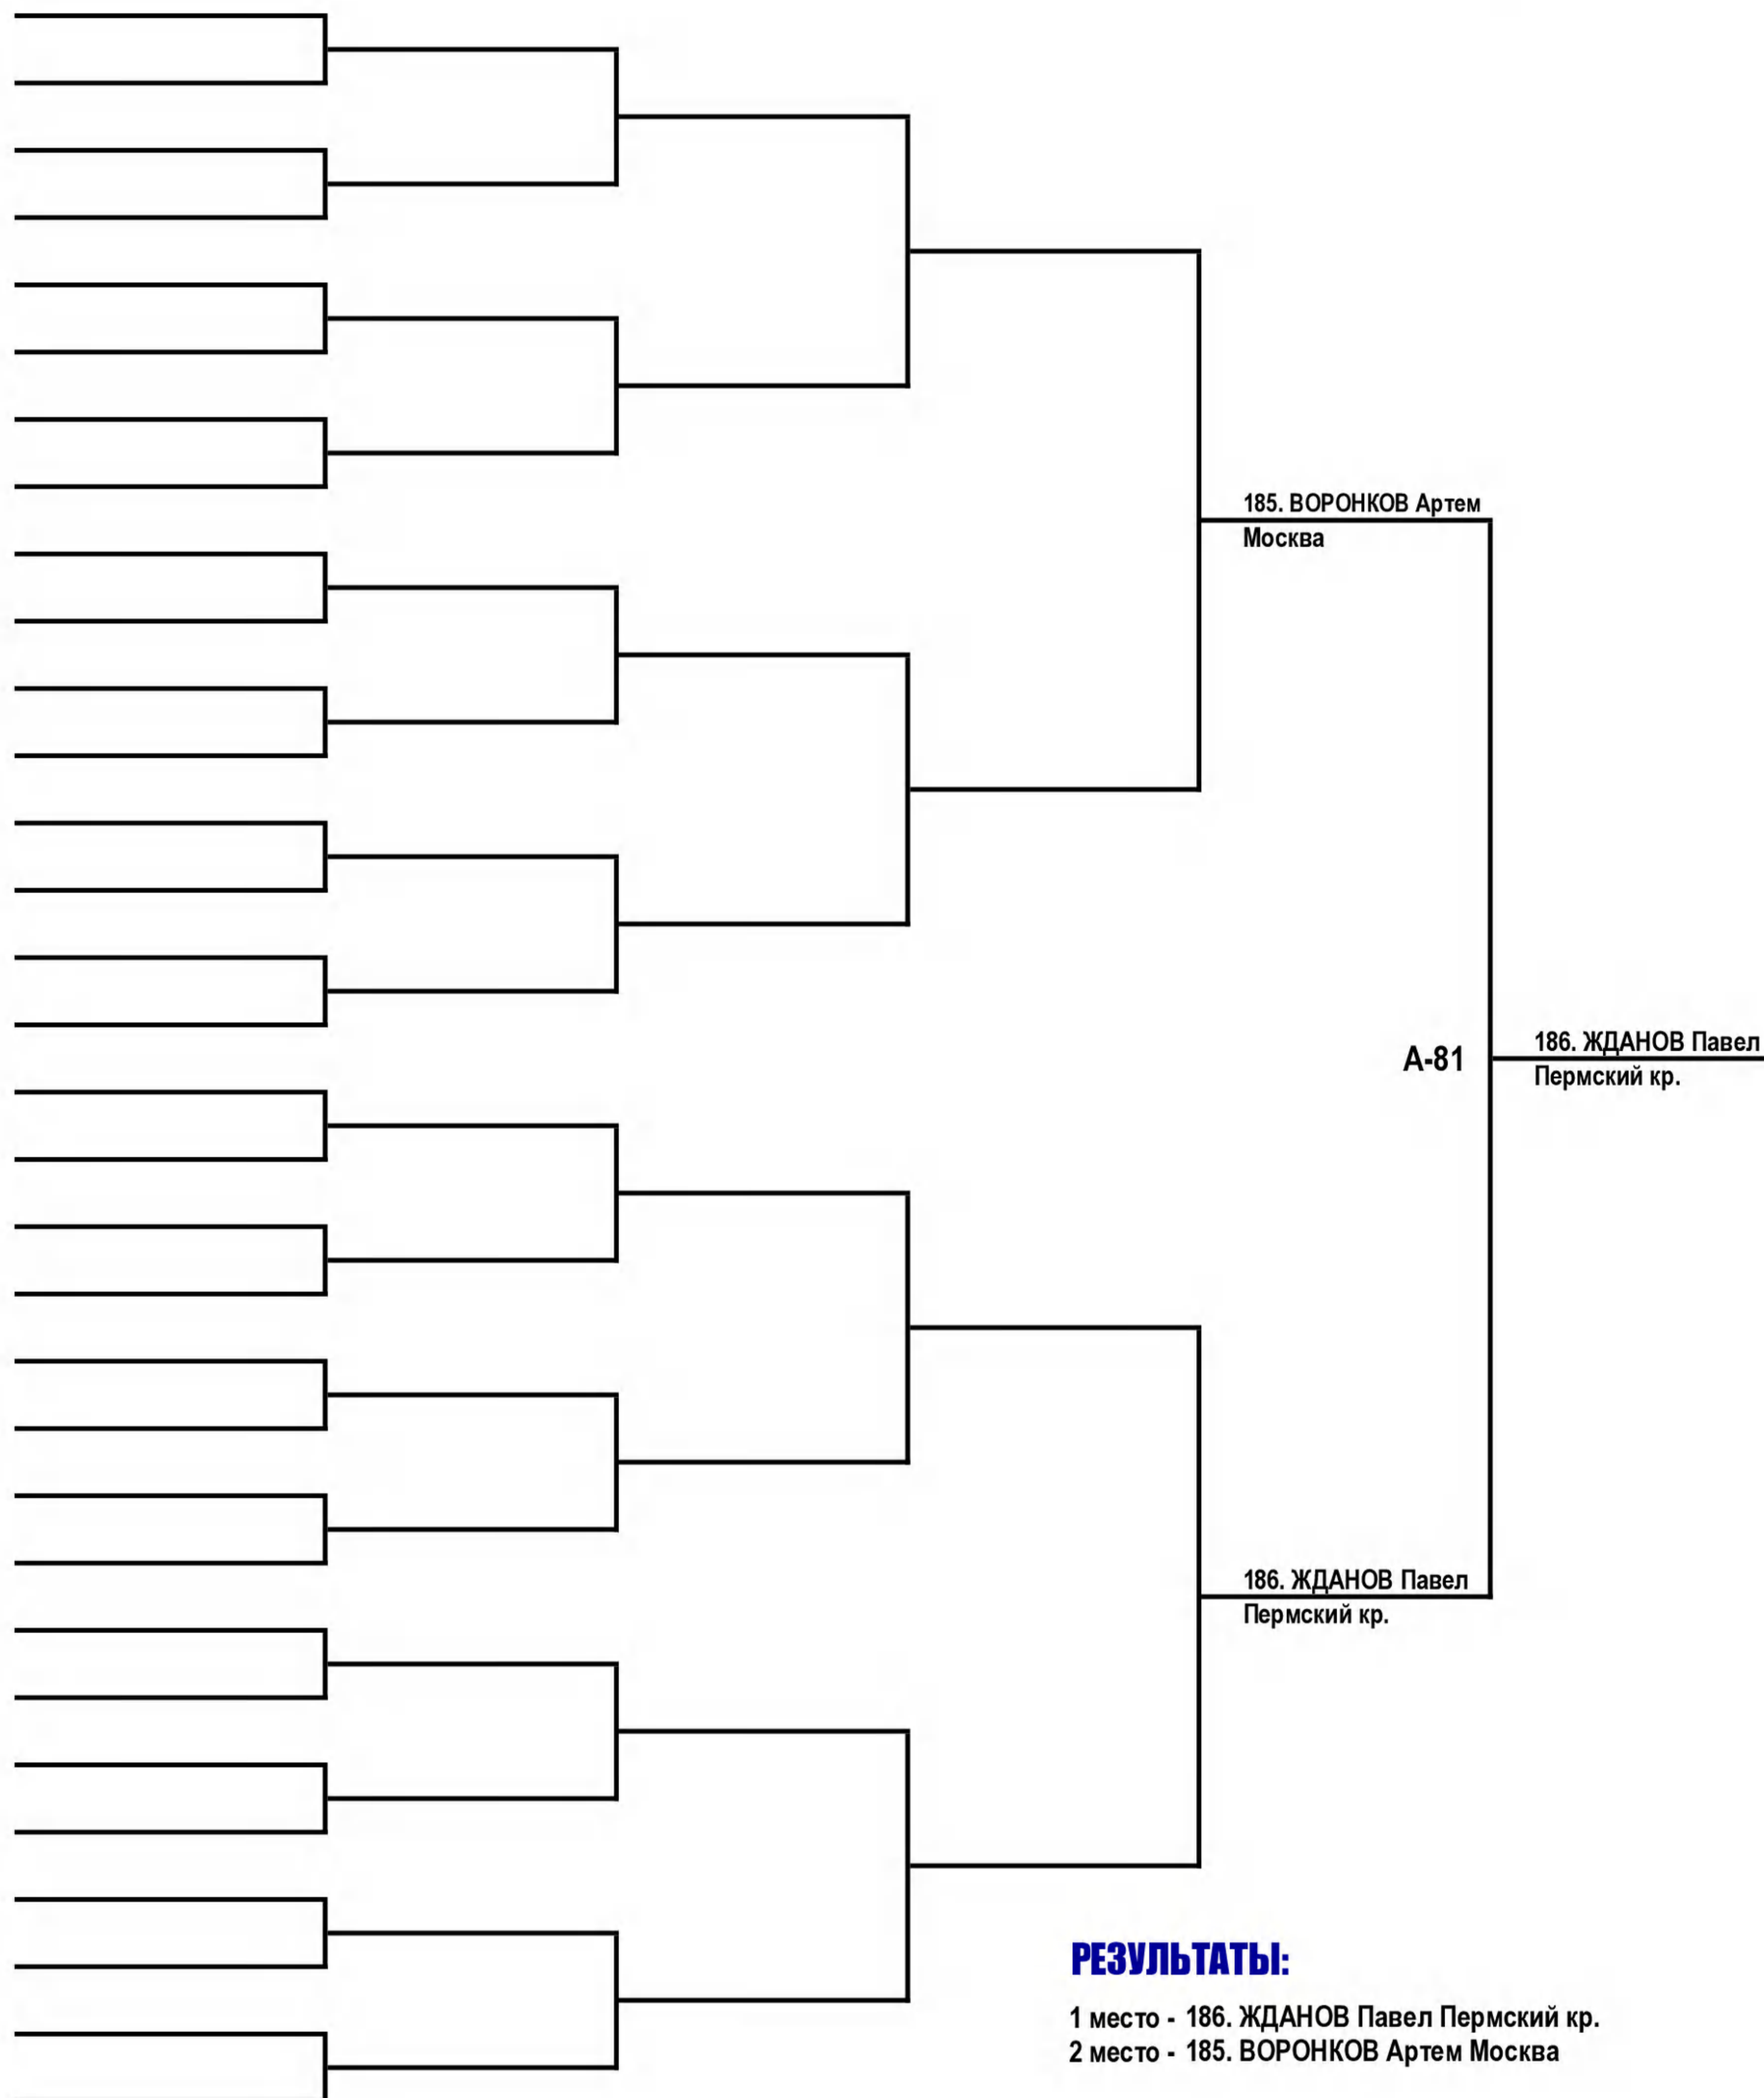 185. ВОРОНКОВ Артем
Москва
А-81
186. ЖДАНОВ Павел
Пермский кр.
186. ЖДАНОВ Павел
Пермский кр.
РЕЗУЛЬТАТЫ:
1 место - 186. ЖДАНОВ Павел Пермский кр.
2 место - 185. ВОРОНКОВ Артем Москва